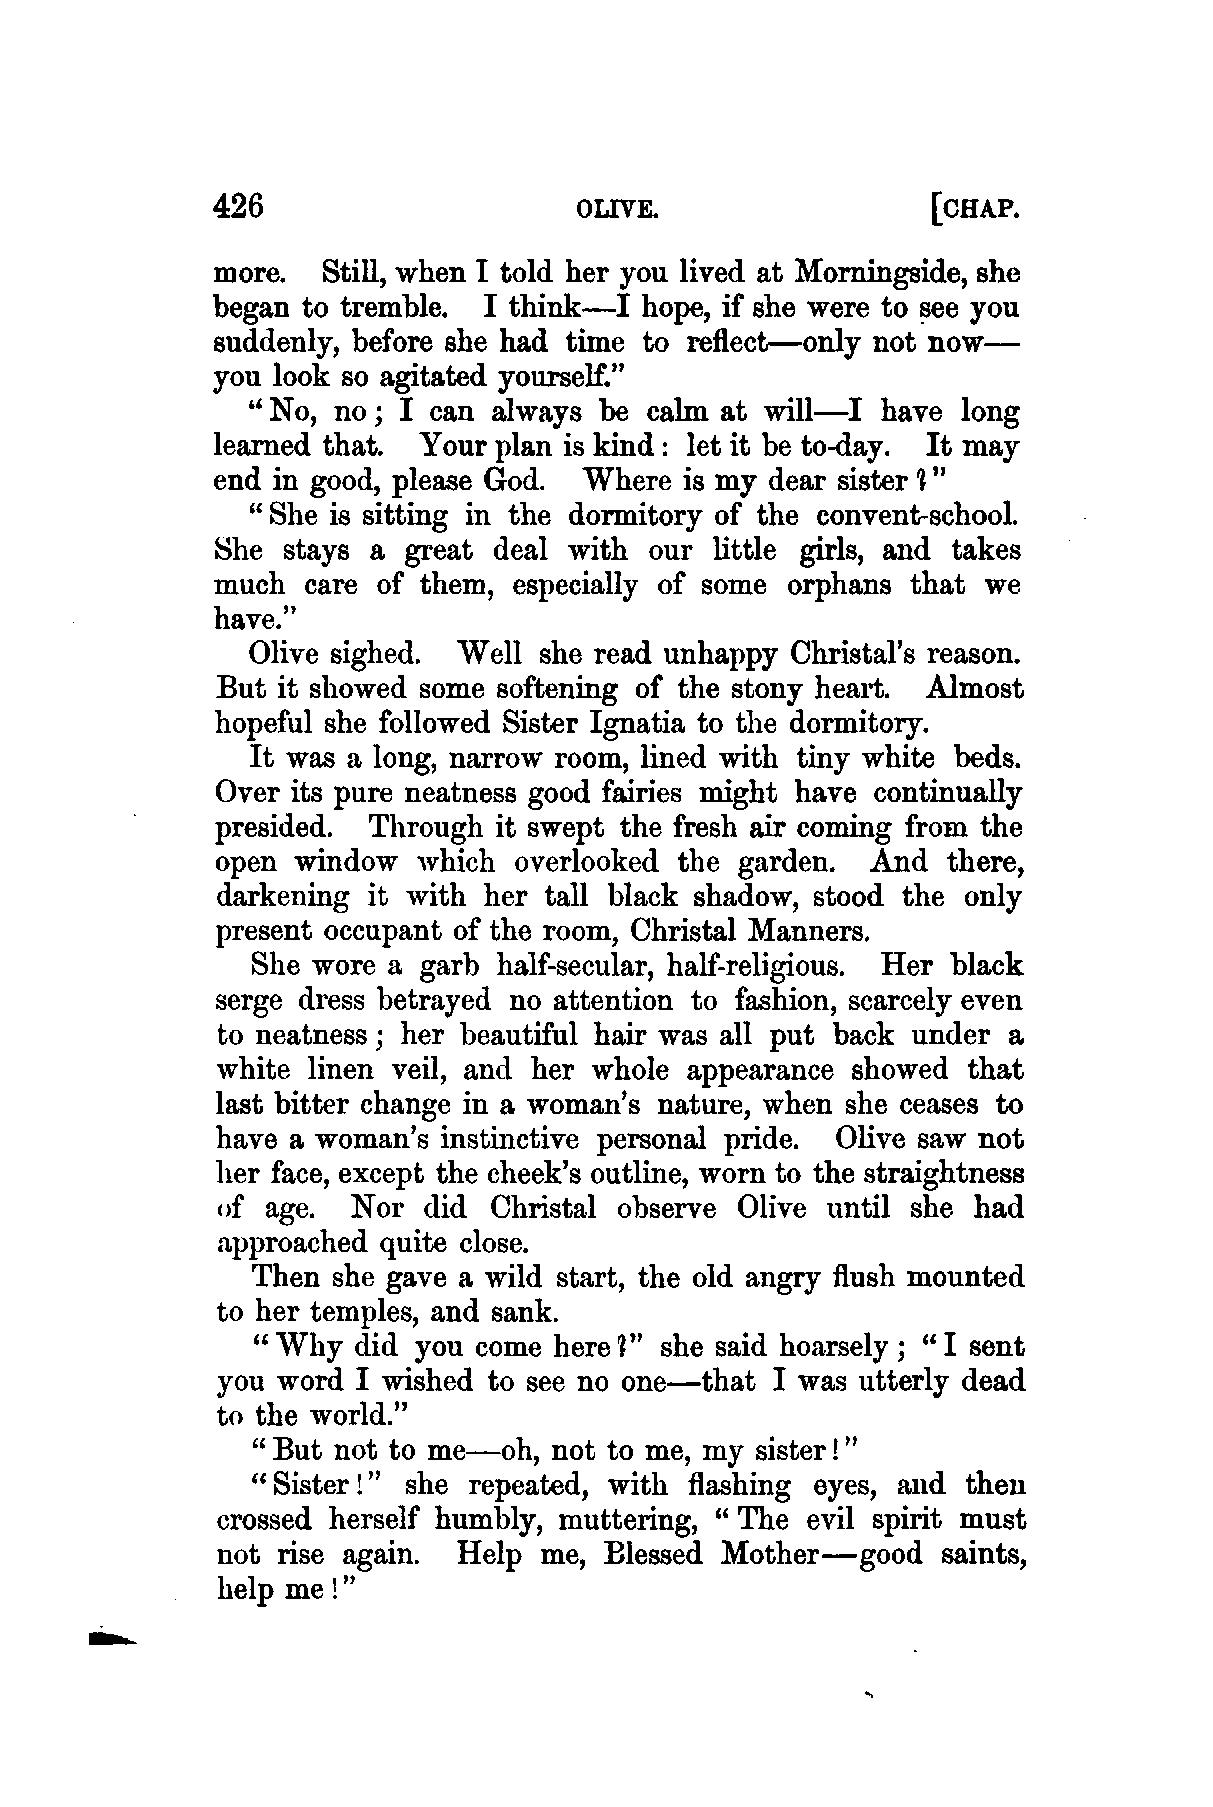 426 OLIVE. [CHAP.
more. Still, when I told her you lived at Morningside, she
began to tremble. I think—I hope, if she were to see you
suddenly, before she had time to reflect—only not now—
you look so agitated yourself."
"No, no; I can always be calm at will—I have long
learned that. Your plan is kind: let it be to-day. It may
end in good, please God. Where is my dear sister?"
"She is sitting in the dormitory of the convent-school.
She stays a great deal with our little girls, and takes
much care of them, especially of some orphans that we
have."
Olive sighed. Well she read unhappy Christal's reason.
But it showed some softening of the stony heart. Almost
hopeful she followed Sister Ignatia to the dormitory.
It was a long, narrow room, lined with tiny white beds.
Over its pure neatness good fairies might have continually
presided. Through it swept the fresh air coming from the
open window which overlooked the garden. And there,
darkening it with her tall black shadow, stood the only
present occupant of the room, Christal Manners.
She wore a garb half-secular, half-religious. Her black
serge dress betrayed no attention to fashion, scarcely even
to neatness; her beautiful hair was all put back under a
white linen veil, and her whole appearance showed that
last bitter change in a woman's nature, when she ceases to
have a woman's instinctive personal pride. Olive saw not
her face, except the cheek's outline, worn to the straightness
of age. Nor did Christal observe Olive until she had
approached quite close.
Then she gave a wild start, the old angry flush mounted
to her temples, and sank.
"Why did you come here?" she said hoarsely; "I sent
you word I wished to see no one—that I was utterly dead
to the world."
"But not to me—oh, not to me, my sister!"
"Sister!" she repeated, with flashing eyes, and then
crossed herself humbly, muttering, "The evil spirit must
not rise again. Help me, Blessed Mother—good saints,
help me!"